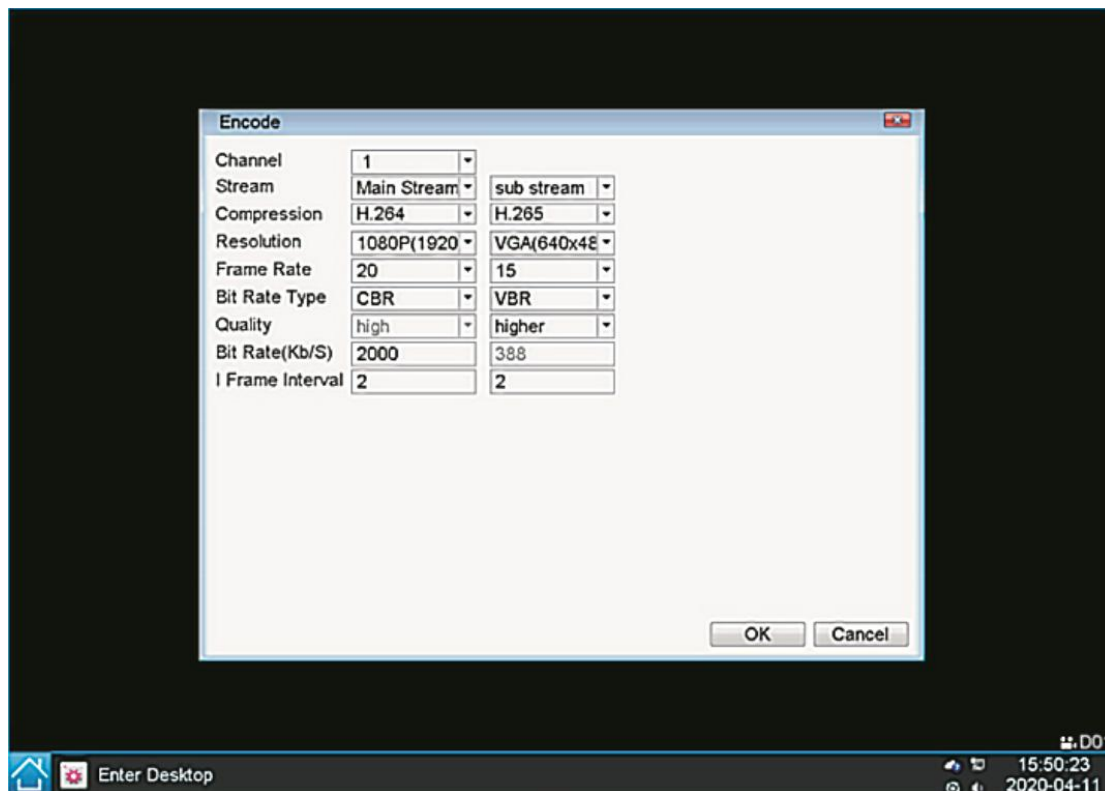 Encode
Channel 1
Stream Main Stream sub stream
Compression H.264 H.265
Resolution 1080P(1920 VGA(640x48
Frame Rate 20 15
Bit Rate Type CBR VBR
Quality high higher
Bit Rate(Kb/S) 2000 388
I Frame Interval 2 2
OK Cancel
D01
Enter Desktop 15:50:23
2020-04-11